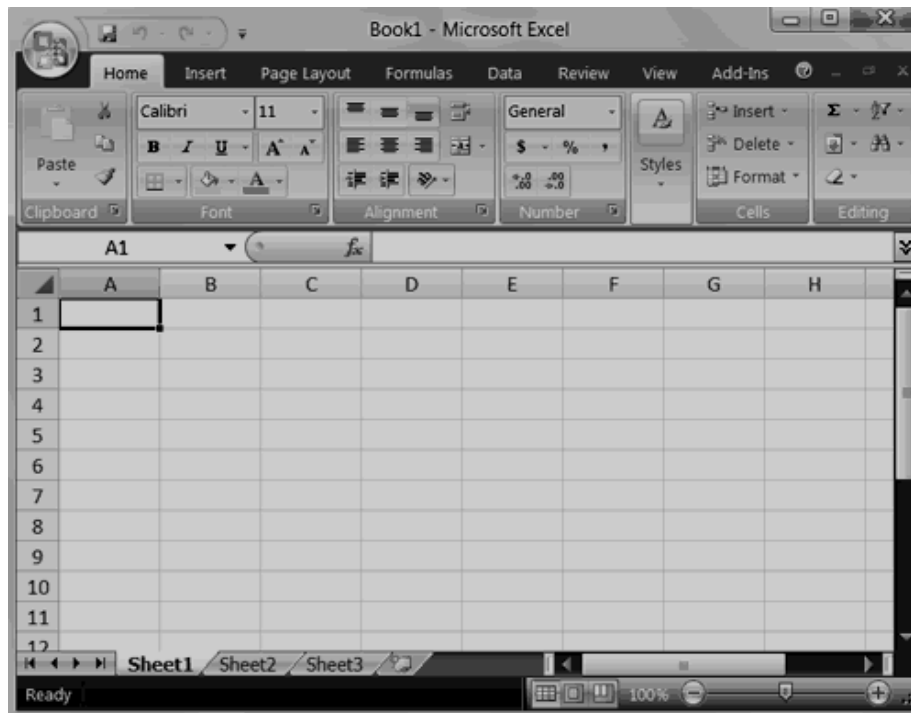 Book1 - Microsoft Excel
Home Insert Page Layout Formulas Data Review View Add-Ins
Calibri 11 General Insert Σ
B I U A A $ % , Delete
Paste A Styles Format
Clipboard Font Alignment Number Cells Editing
A1 fx
A B C D E F G H
1
2
3
4
5
6
7
8
9
10
11
12
Sheet1 Sheet2 Sheet3
Ready 100%